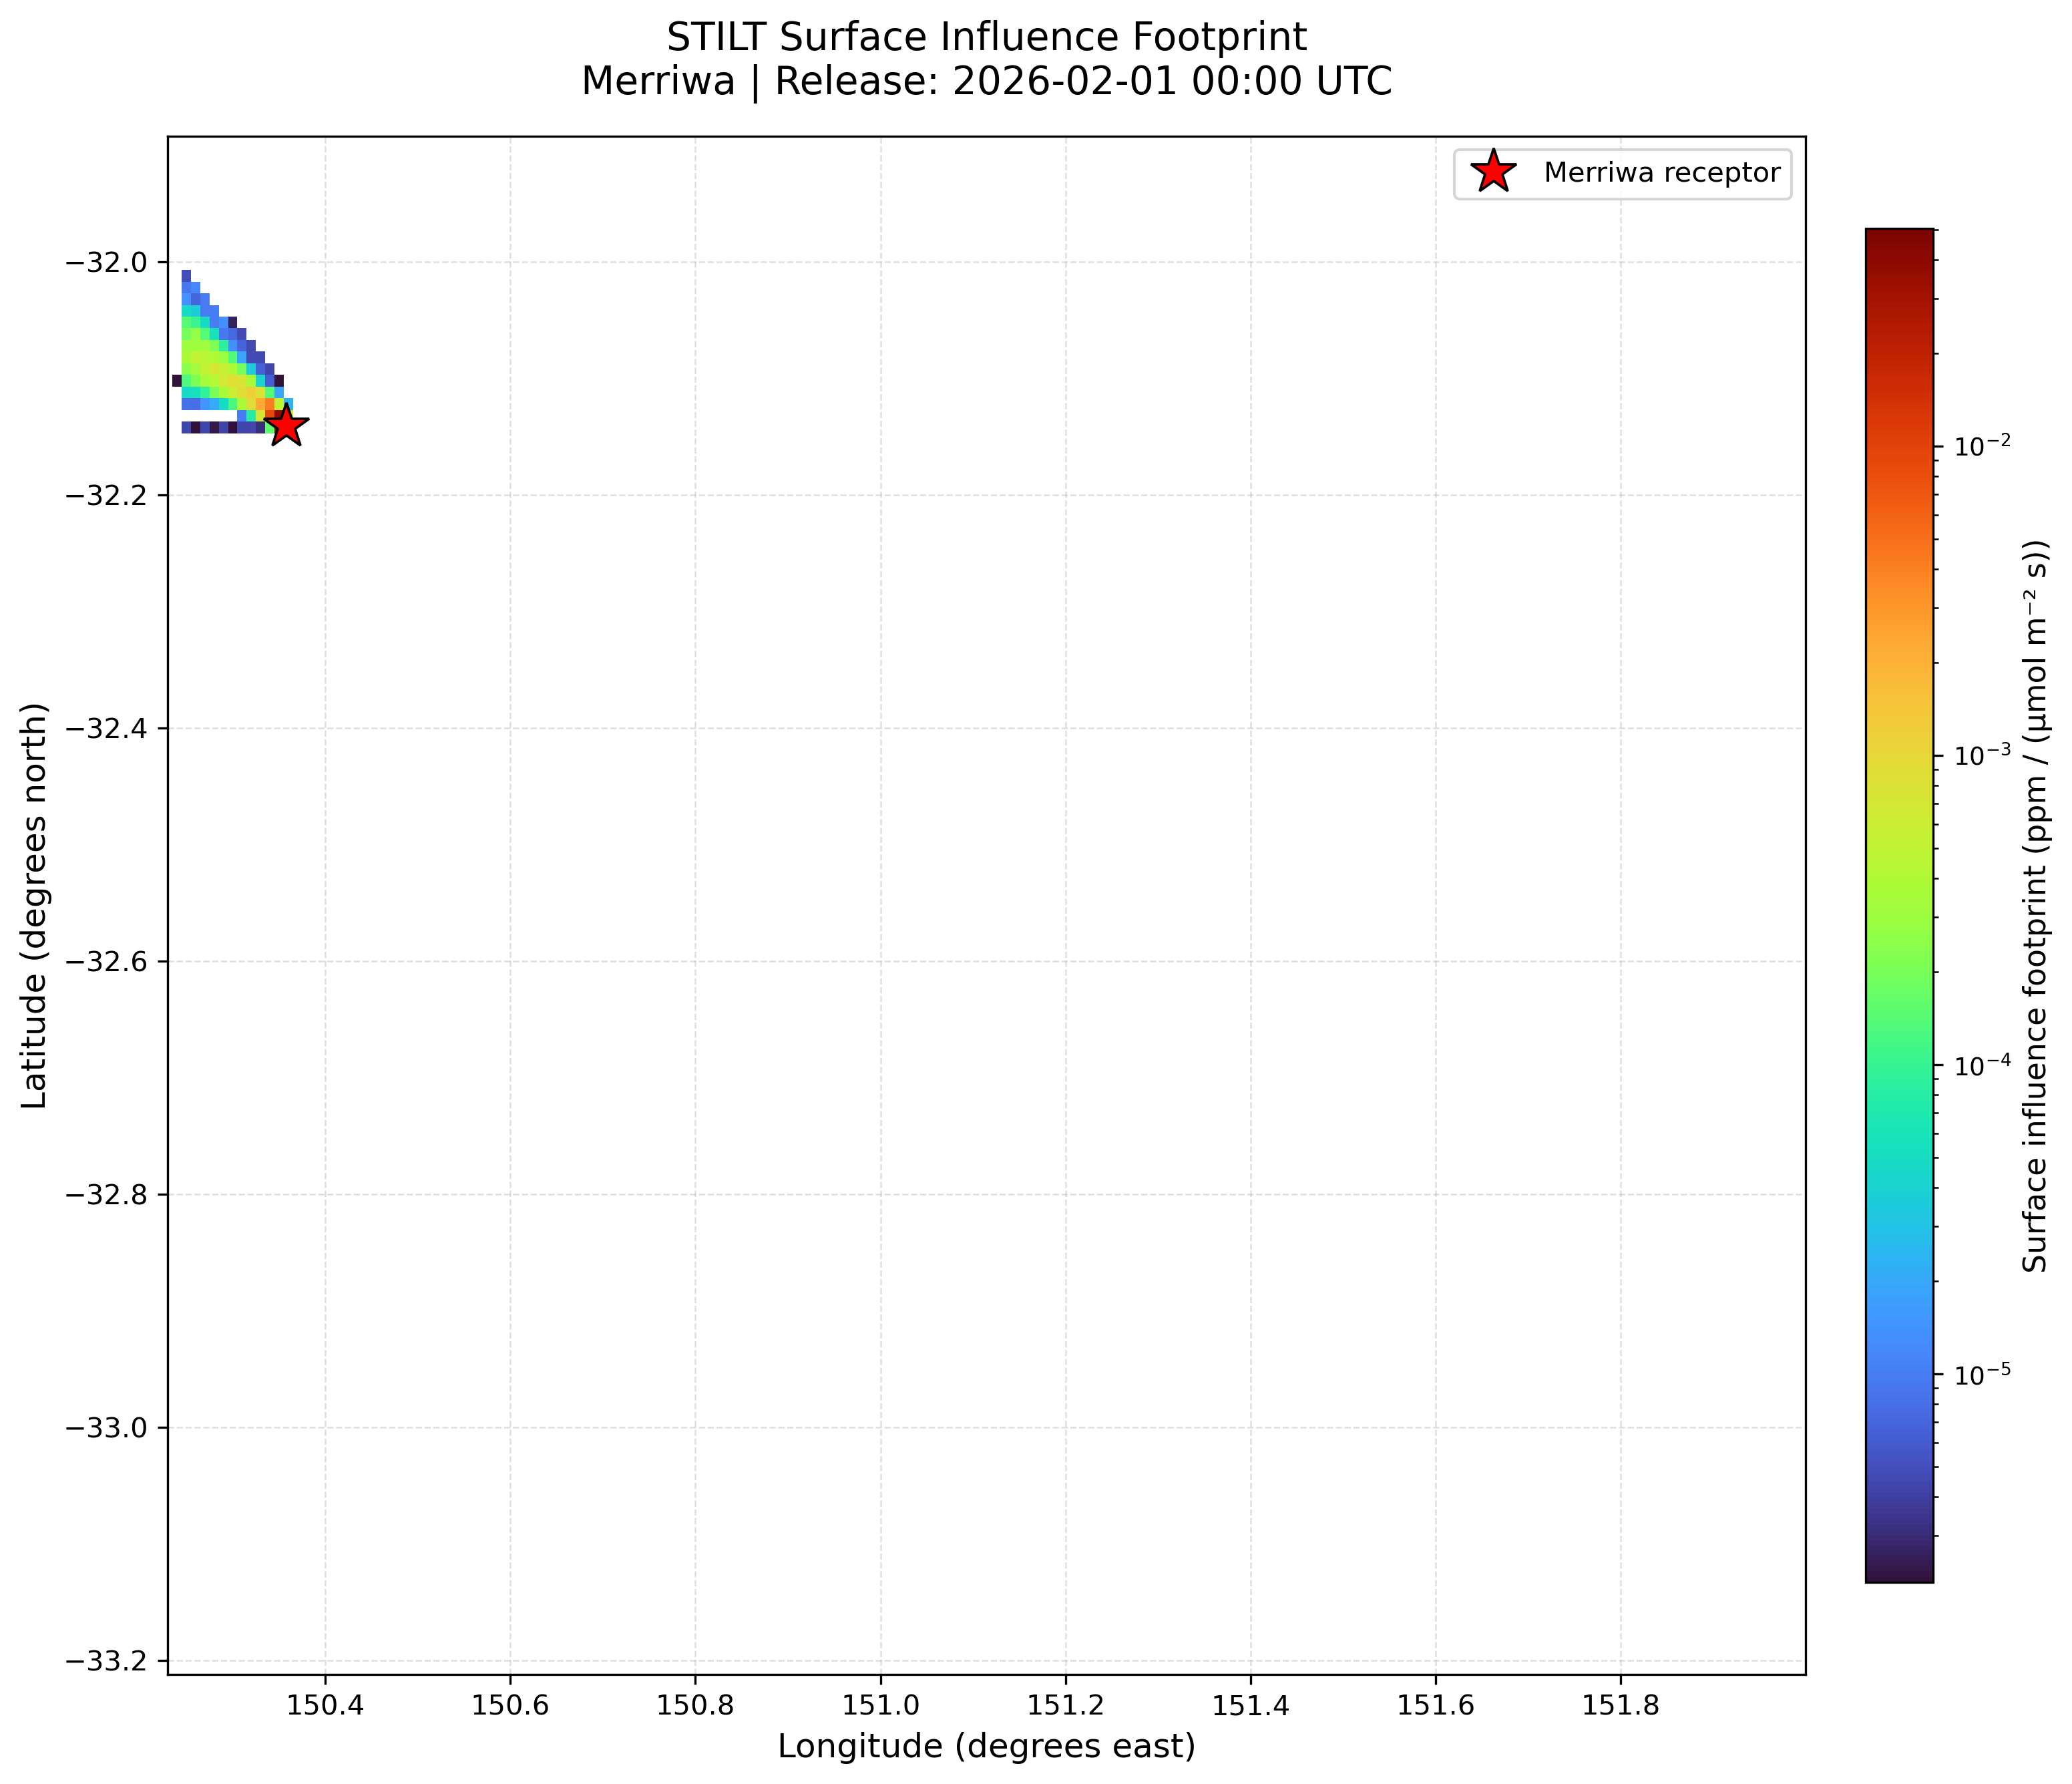 STILT Surface Influence Footprint
Merriwa | Release: 2026-02-01 00:00 UTC
Merriwa receptor
−32.0
−32.2
−32.4
−32.6
−32.8
−33.0
−33.2
Latitude (degrees north)
150.4 150.6 150.8 151.0 151.2 151.4 151.6 151.8
Longitude (degrees east)
10⁻²
10⁻³
10⁻⁴
10⁻⁵
Surface influence footprint (ppm / (μmol m⁻² s))